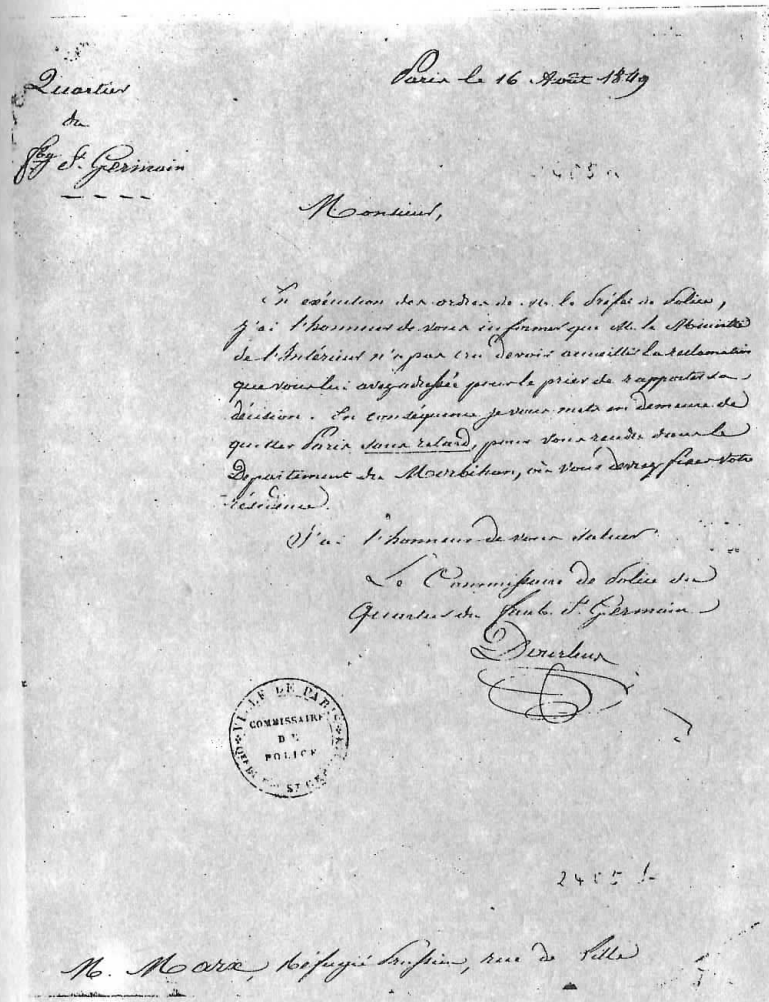 Quartier
du
fbg St. Germain
Paris le 16 Août 1849
Monsieur,
En exécution des ordres de M. le Préfet de Police,
j'ai l'honneur de vous informer que M. le Ministre
de l'Intérieur n'a pas cru devoir accueillir la réclamation
que vous lui avez adressée pour le prier de rapporter sa
décision. En conséquence je vous mets en demeure de
quitter Paris sans retard, pour vous rendre dans le
Département du Morbihan, où vous devrez fixer votre
résidence.
J'ai l'honneur de vous saluer
Le Commissaire de Police du
Quartier du faub. St. Germain
VILLE DE PARIS
COMMISSAIRE
DE
POLICE
M. Marx, réfugié Prussien, rue de Lille